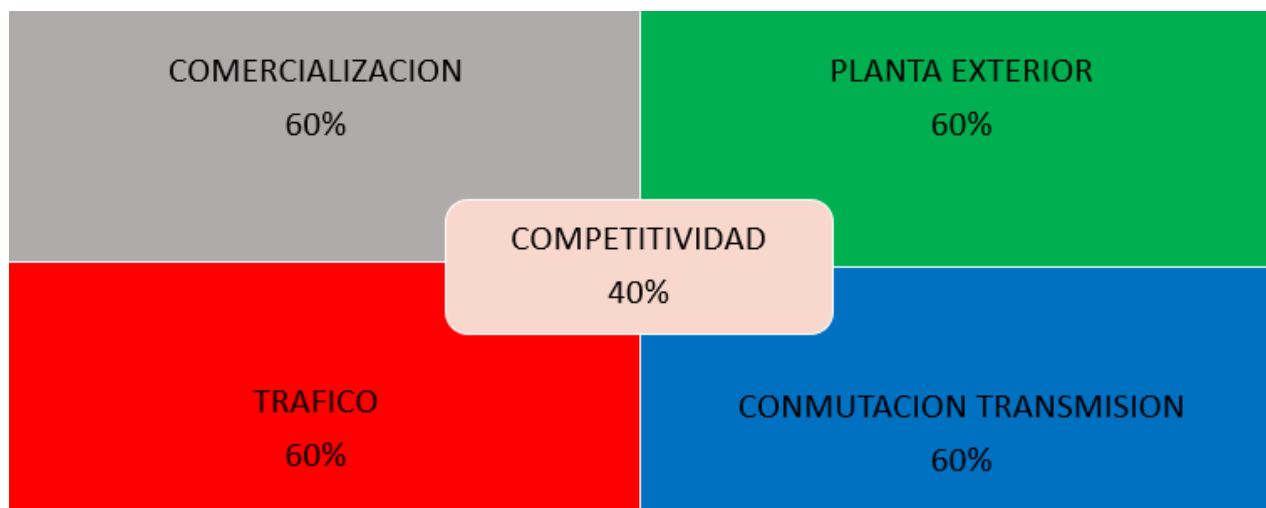 COMERCIALIZACION
60%
PLANTA EXTERIOR
60%
COMPETITIVIDAD
40%
TRAFICO
60%
CONMUTACION TRANSMISION
60%